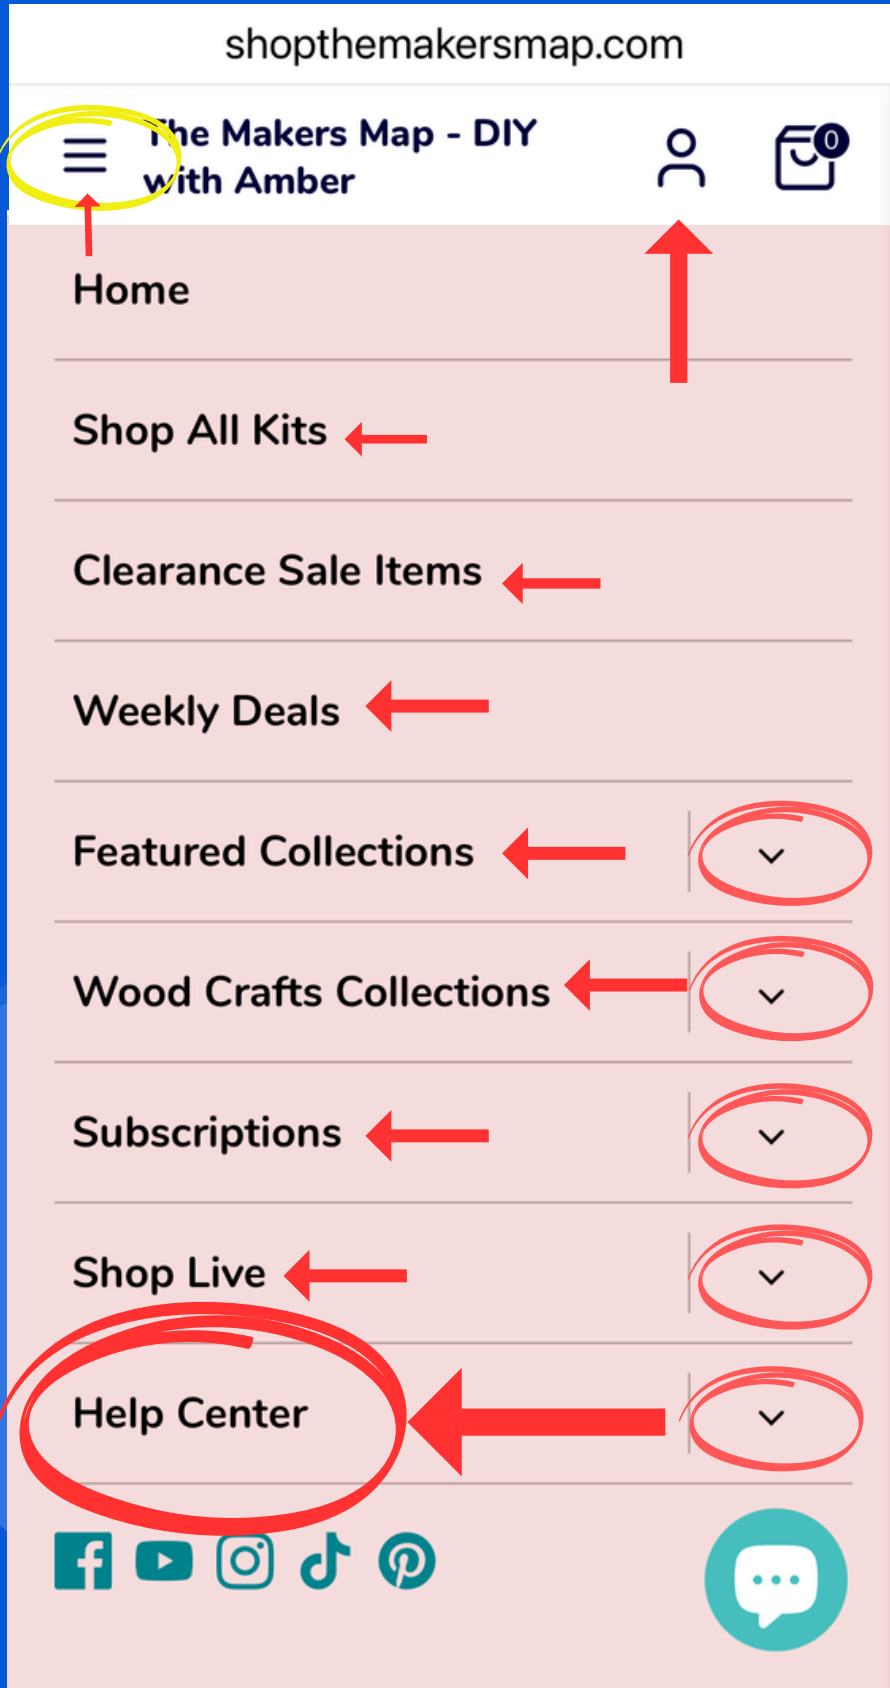 shopthemakersmap.com
The Makers Map - DIY
with Amber
0
Home
Shop All Kits
Clearance Sale Items
Weekly Deals
Featured Collections
Wood Crafts Collections
Subscriptions
Shop Live
Help Center